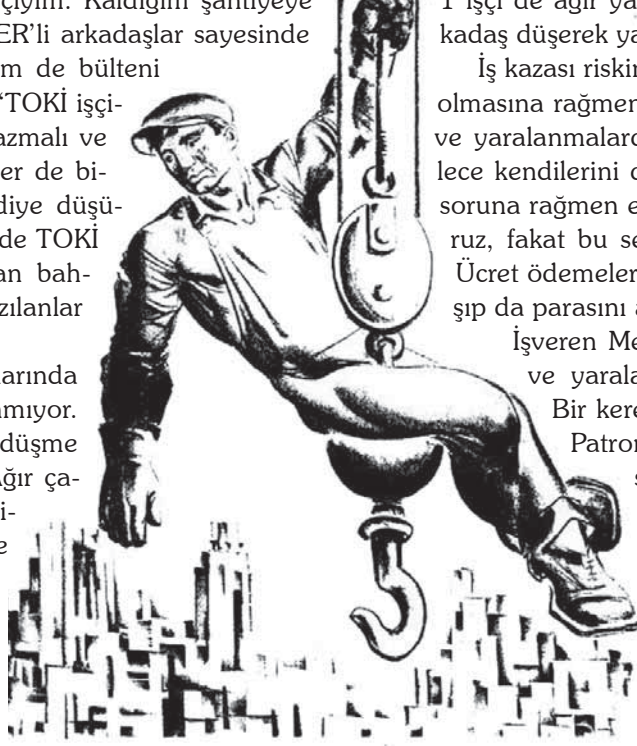 çiyim. Kaldığım şantiyeye
ER'li arkadaşlar sayesinde
m de bülteni
“TOKİ işçi-
azmalı ve
er de bi-
diye düşü-
de TOKİ
an bah-
zılanlar
larında
amıyor.
düşme
Ağır ça-
i-
e
1 işçi de ağır ya
kadaş düşerek ya
İş kazası riskin
olmasına rağmen
ve yaralanmalard
lece kendilerini d
soruna rağmen e
ruz, fakat bu se
Ücret ödemeler
şıp da parasını a
İşveren Me
ve yarala
Bir kere
Patron
s